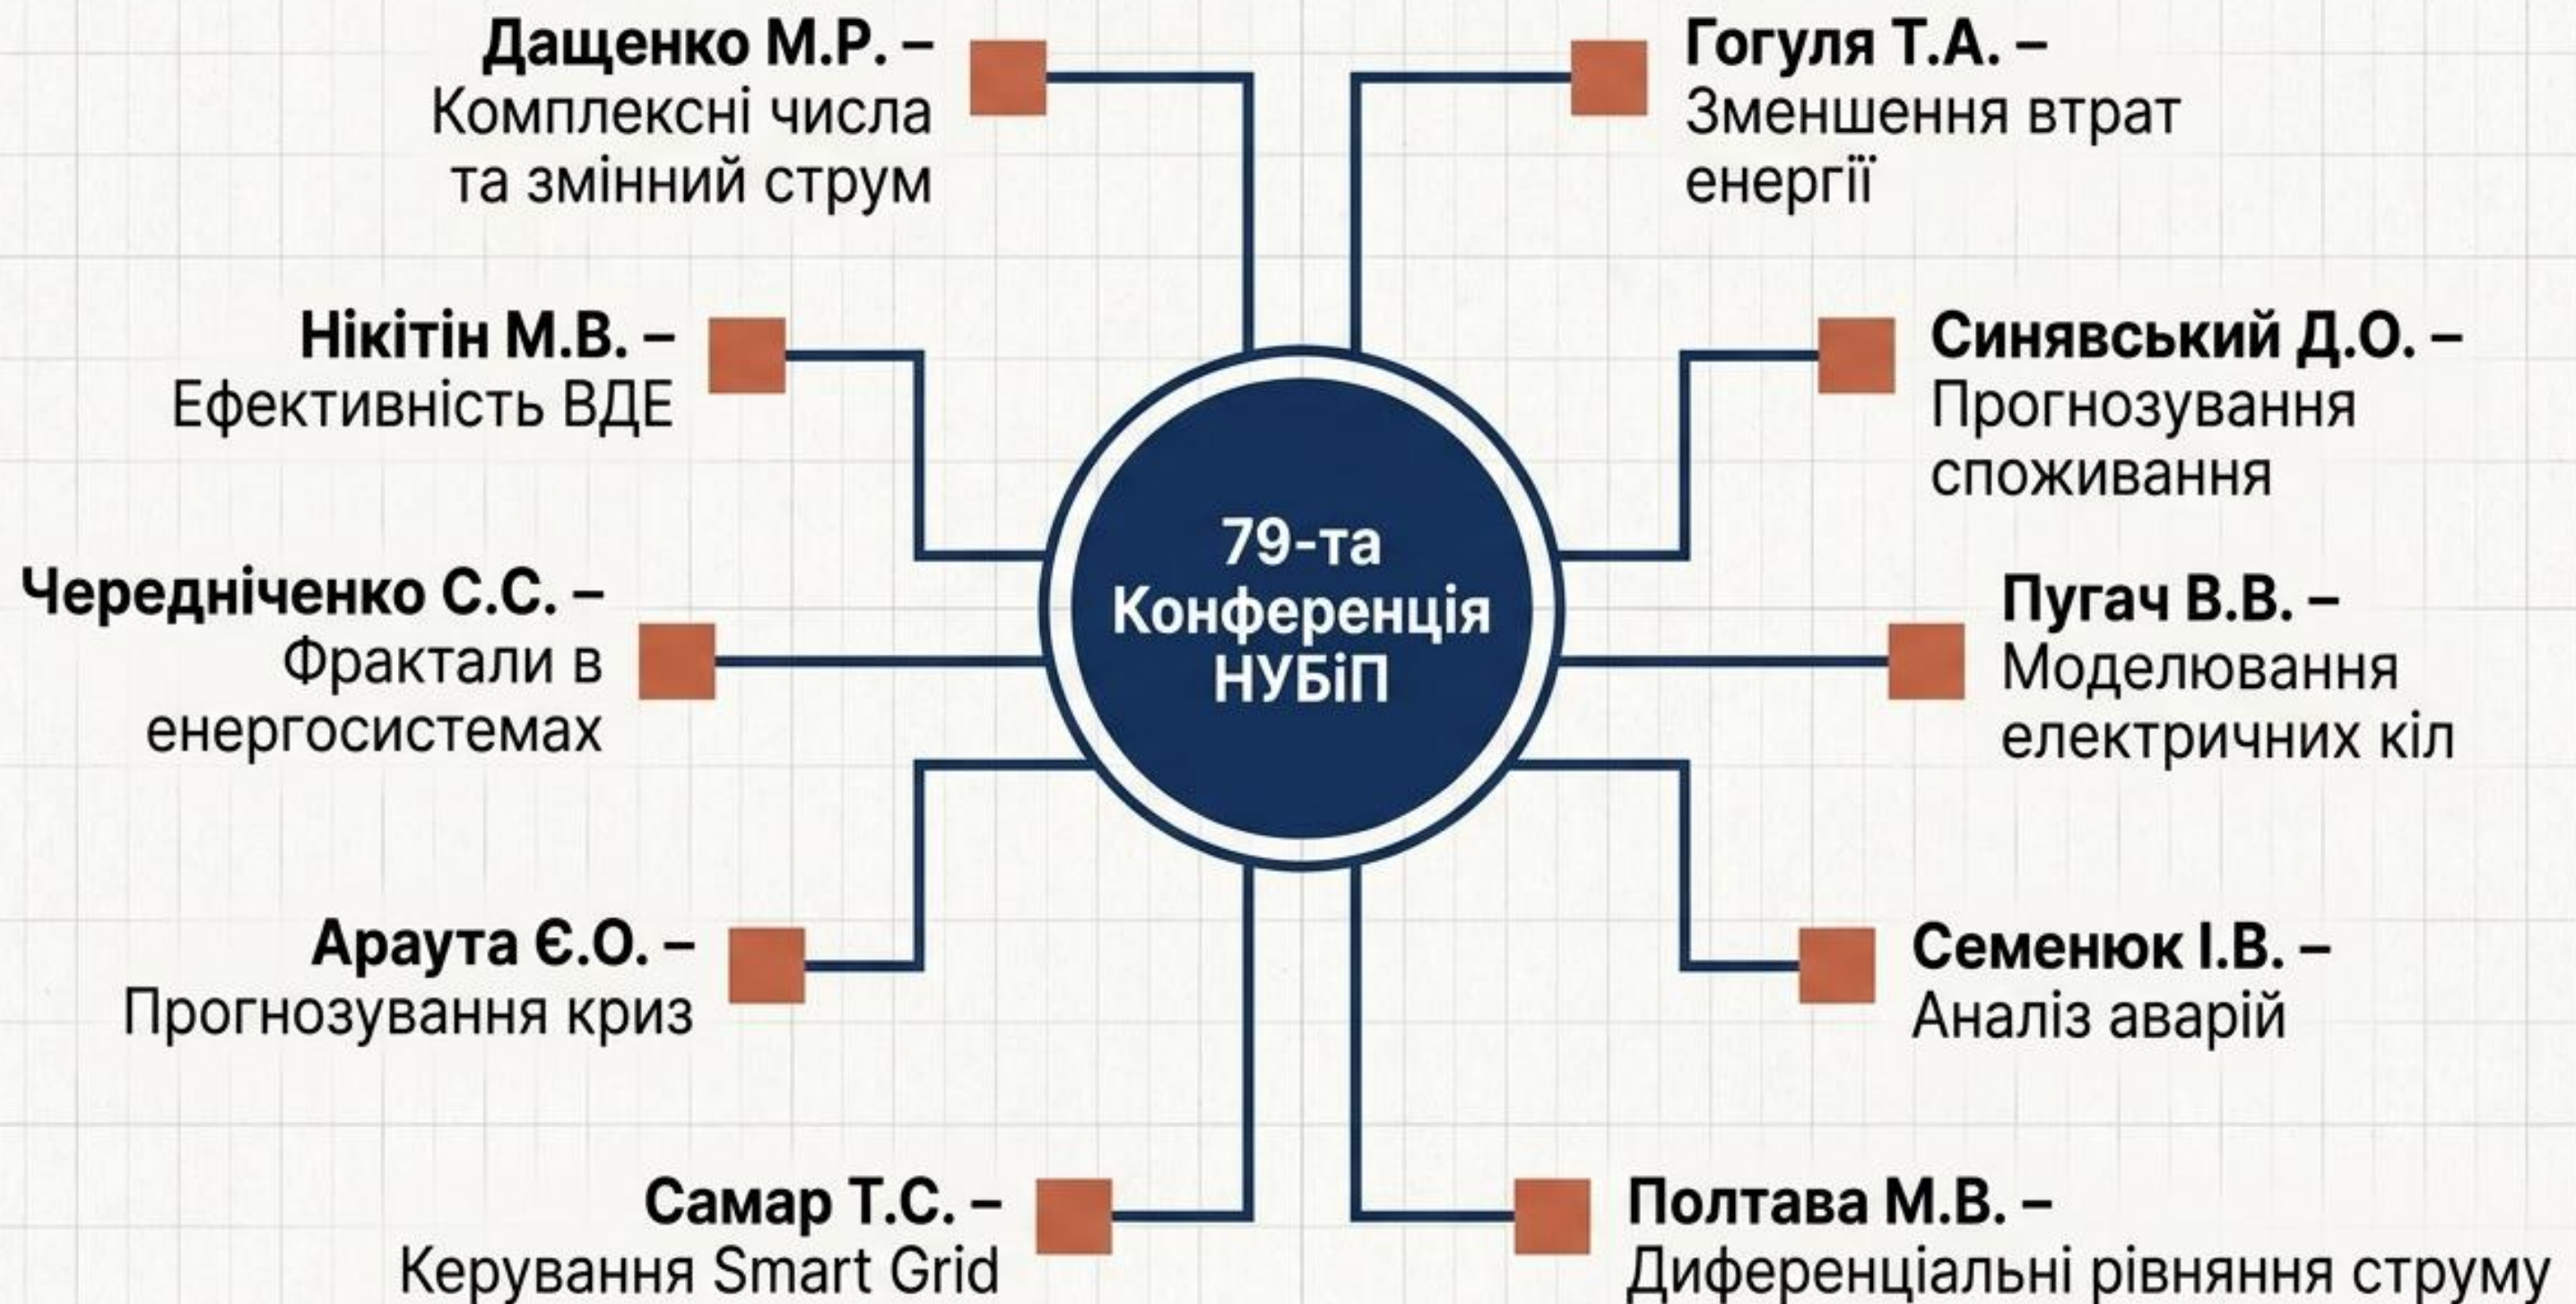 Дащенко М.Р. –
Комплексні числа
та змінний струм
Нікітін М.В. –
Ефективність ВДЕ
Чередніченко С.С. –
Фрактали в
енергосистемах
Араута Є.О. –
Прогнозування криз
Самар Т.С. –
Керування Smart Grid
79-та
Конференція
НУБіП
Гогуля Т.А. –
Зменшення втрат
енергії
Синявський Д.О. –
Прогнозування
споживання
Пугач В.В. –
Моделювання
електричних кіл
Семенюк І.В. –
Аналіз аварій
Полтава М.В. –
Диференціальні рівняння струму